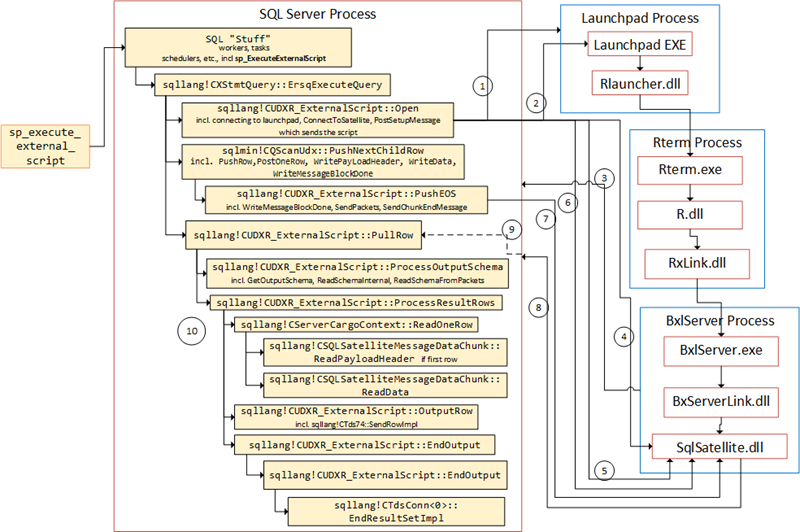 SQL Server Process
SQL "Stuff"
workers, tasks
schedulers, etc., incl sp_ExecuteExternalScript
sqllang!CXStmtQuery::ErsqExecuteQuery
sqllang!CUDXR_ExternalScript::Open
incl. connecting to launchpad, ConnectToSatellite, PostSetupMessage
which sends the script
sqlmin!CQScanUdx::PushNextChildRow
incl. PushRow,PostOneRow, WritePayLoadHeader, WriteData,
WriteMessageBlockDone
sqllang!CUDXR_ExternalScript::PushEOS
incl. WriteMessageBlockDone, SendPackets, SendChunkEndMessage
sqllang!CUDXR_ExternalScript::PullRow
sqllang!CUDXR_ExternalScript::ProcessOutputSchema
incl. GetOutputSchema, ReadSchemaInternal, ReadSchemaFromPackets
sqllang!CUDXR_ExternalScript::ProcessResultRows
sqllang!CServerCargoContext::ReadOneRow
sqllang!CSQLSatelliteMessageDataChunk::
ReadPayloadHeader if first row
sqllang!CSQLSatelliteMessageDataChunk::
ReadData
sqllang!CUDXR_ExternalScript::OutputRow
incl. sqllang!CTds74::SendRowImpl
sqllang!CUDXR_ExternalScript::EndOutput
sqllang!CUDXR_ExternalScript::EndOutput
sqllang!CTdsConn<0>::
EndResultSetImpl
sp_execute_
external_
script
1
2
3
4
5
6
7
8
9
10
Launchpad Process
Launchpad EXE
Rlauncher.dll
Rterm Process
Rterm.exe
R.dll
RxLink.dll
BxlServer Process
BxlServer.exe
BxServerLink.dll
SqlSatellite.dll